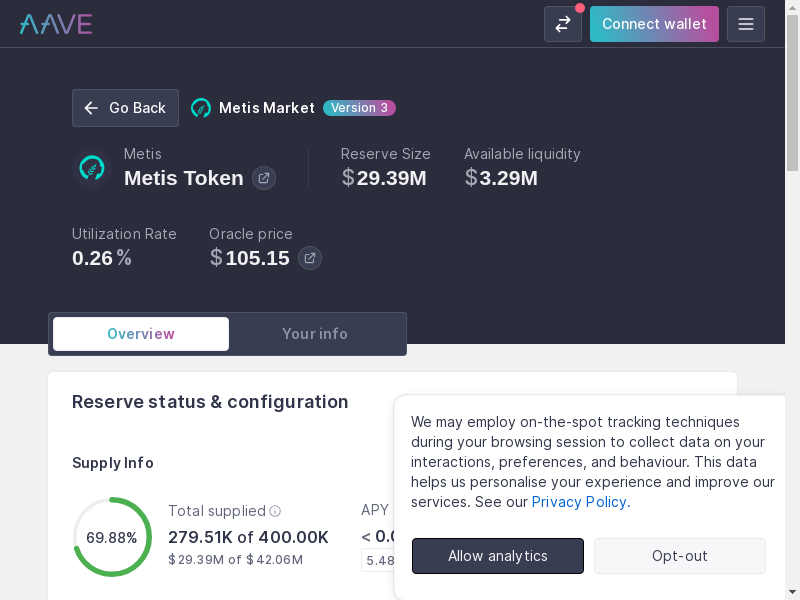 AAVE
Connect wallet
Go Back
Metis Market
Version 3
Metis
Metis Token
Reserve Size
$29.39M
Available liquidity
$3.29M
Utilization Rate
0.26 %
Oracle price
$105.15
Overview
Your info
Reserve status & configuration
Supply Info
69.88%
Total supplied
279.51K of 400.00K
$29.39M of $42.06M
APY
< 0.0
5.48
We may employ on-the-spot tracking techniques
during your browsing session to collect data on your
interactions, preferences, and behaviour. This data
helps us personalise your experience and improve our
services. See our Privacy Policy.
Allow analytics
Opt-out